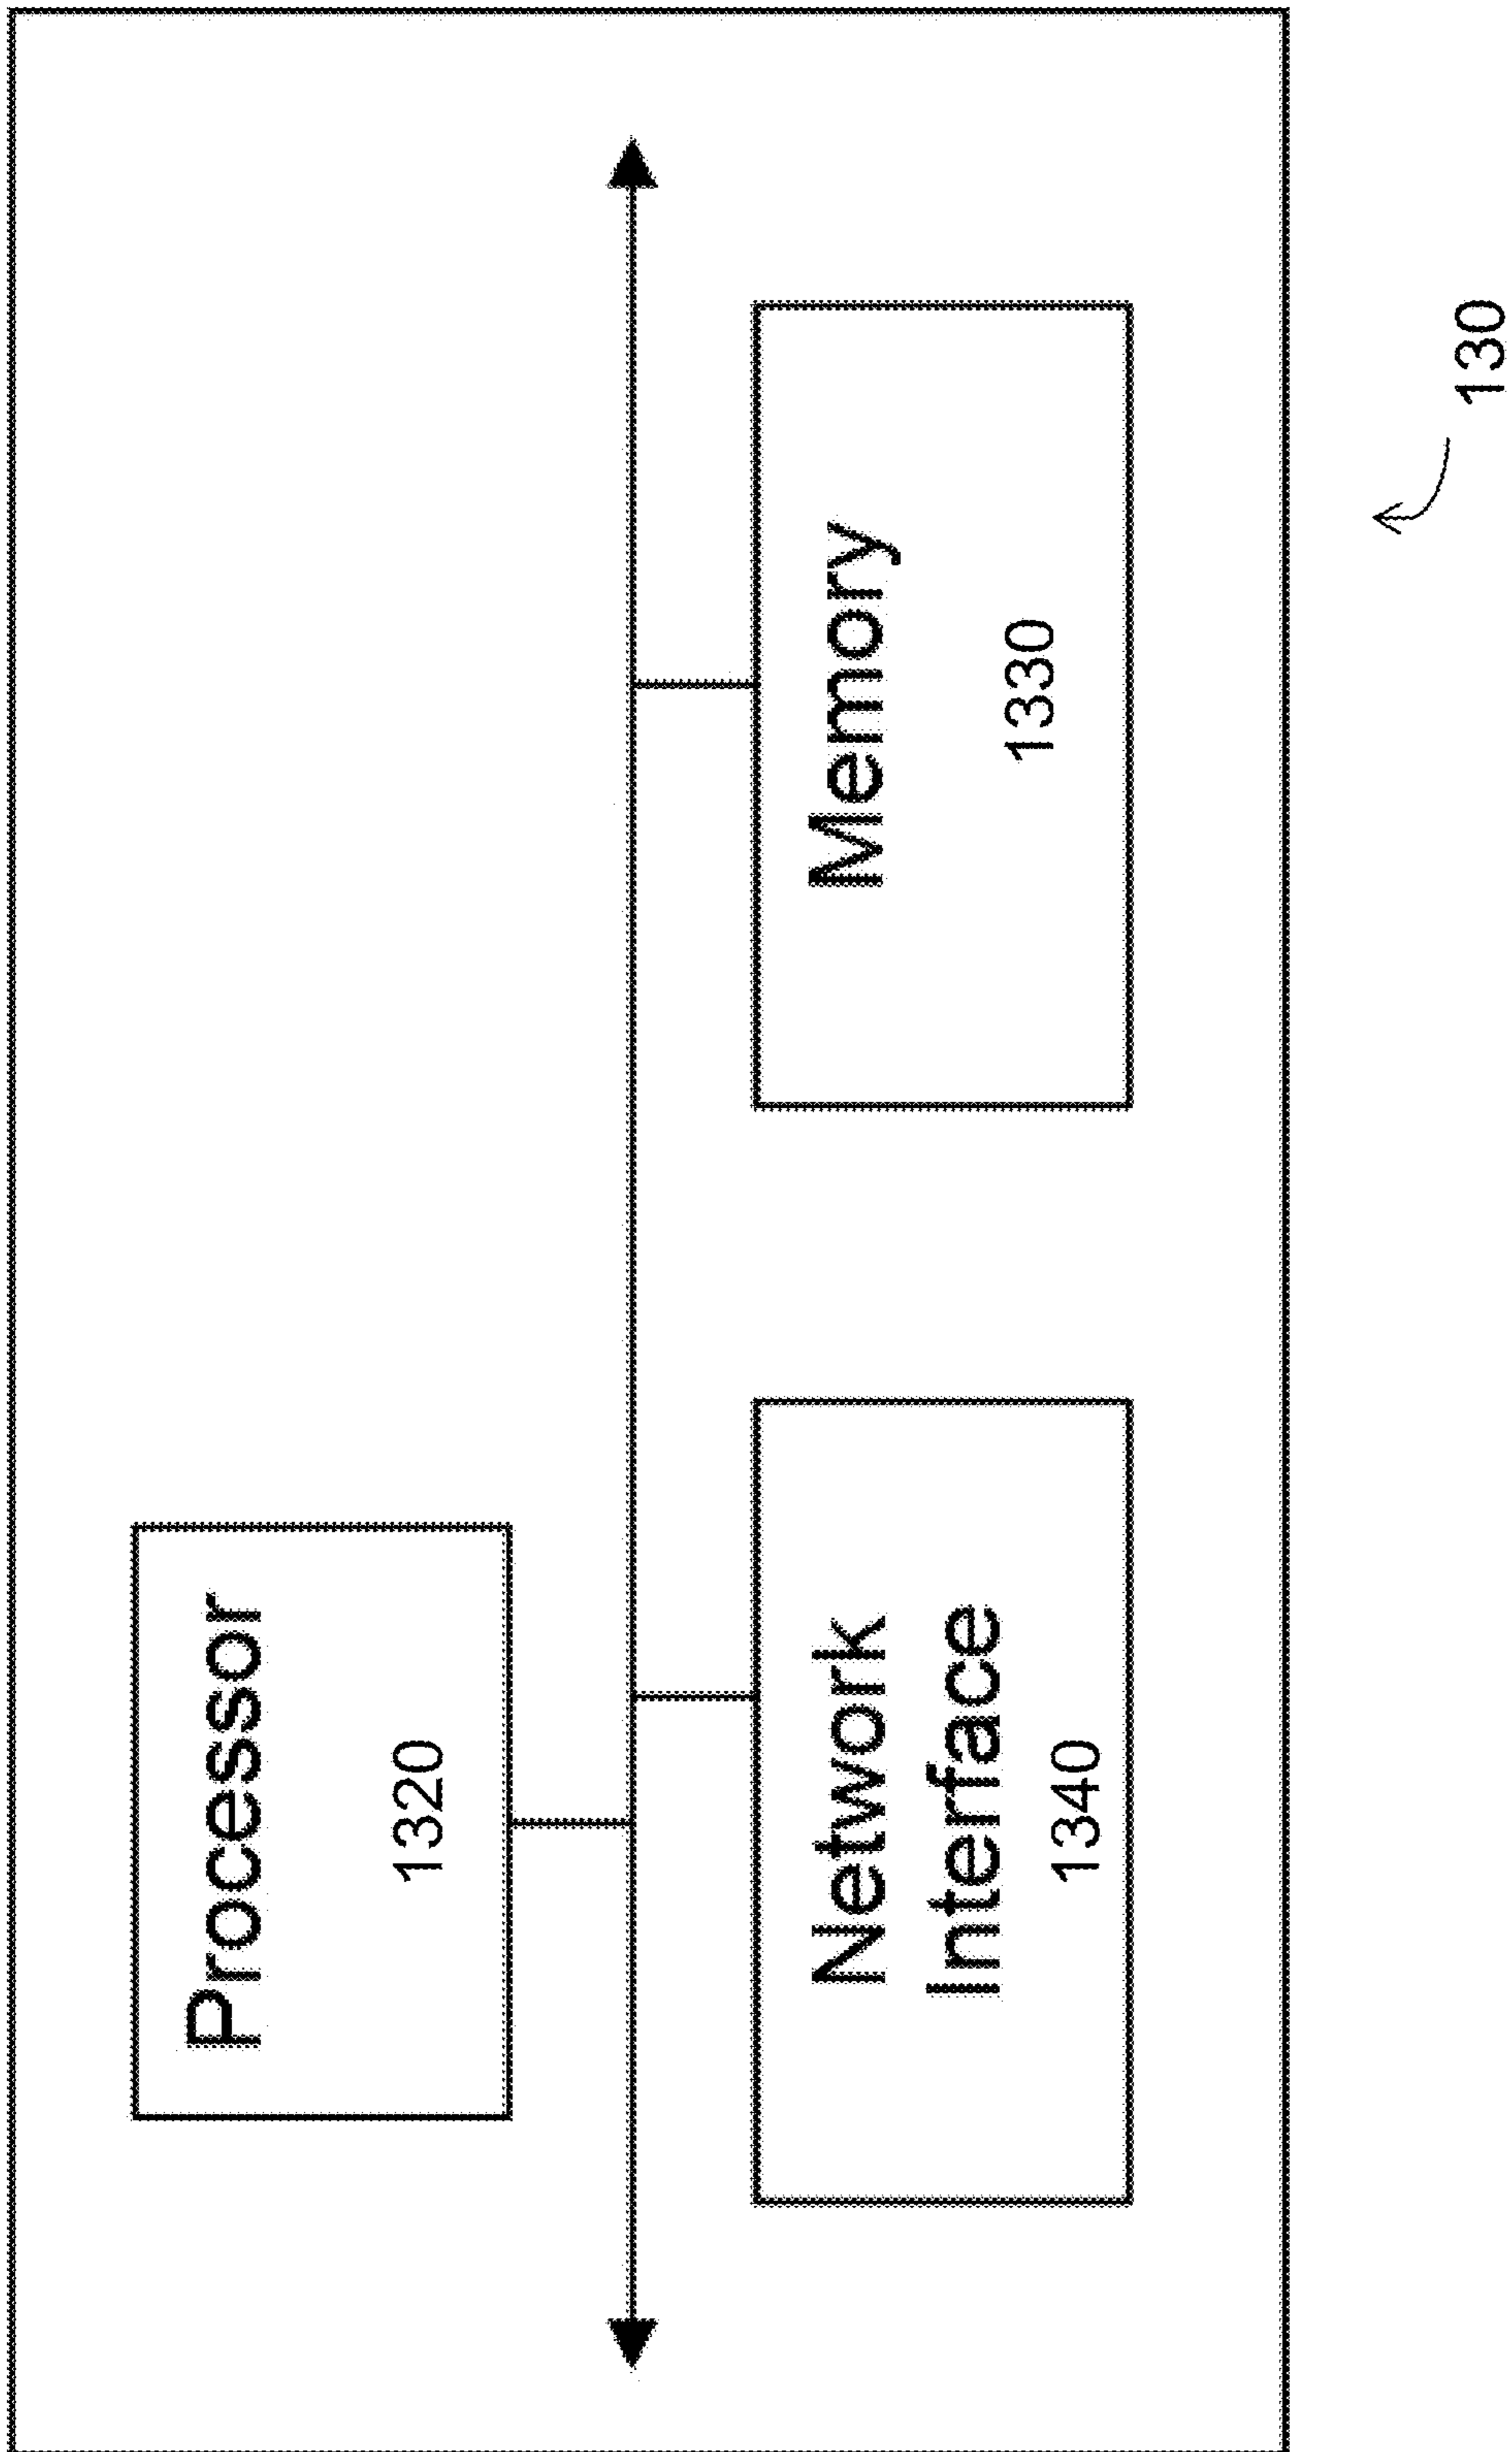 Processor
1320
Network
Interface
1340
Memory
1330
130